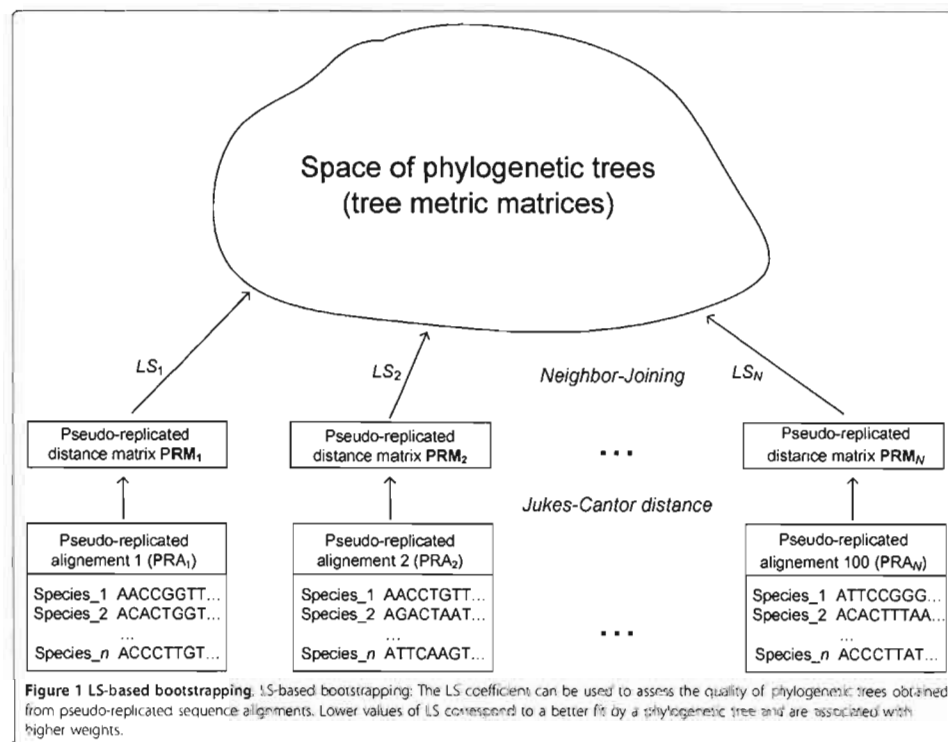 Space of phylogenetic trees
(tree metric matrices)
LS₁
LS₂
Neighbor-Joining
LS_N
Pseudo-replicated
distance matrix PRM₁
Pseudo-replicated
distance matrix PRM₂
...
Pseudo-replicated
distance matrix PRM_N
Jukes-Cantor distance
Pseudo-replicated
alignement 1 (PRA₁)
Species_1 AACCGGTT...
Species_2 ACACTGGT...
...
Species_n ACCCTTGT...
Pseudo-replicated
alignement 2 (PRA₂)
Species_1 AACCTGTT...
Species_2 AGACTAAT...
...
Species_n ATTCAAGT...
...
Pseudo-replicated
alignement 100 (PRA_N)
Species_1 ATTCCGGG...
Species_2 ACACTTTAA...
...
Species_n ACCCTTAT...
Figure 1 LS-based bootstrapping. LS-based bootstrapping: The LS coefficient can be used to assess the quality of phylogenetic trees obtained
from pseudo-replicated sequence alignments. Lower values of LS correspond to a better fit by a phylogenetic tree and are associated with
higher weights.